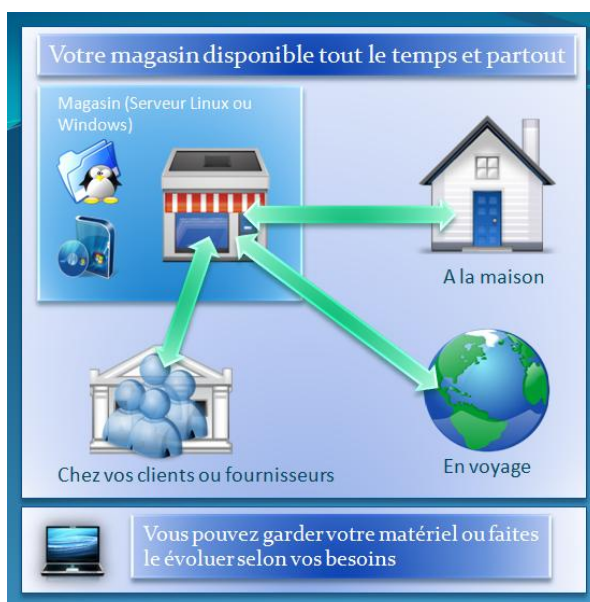 Votre magasin disponible tout le temps et partout
Magasin (Serveur Linux ou
Windows)
A la maison
Chez vos clients ou fournisseurs
En voyage
Vous pouvez garder votre matériel ou faites
le évoluer selon vos besoins